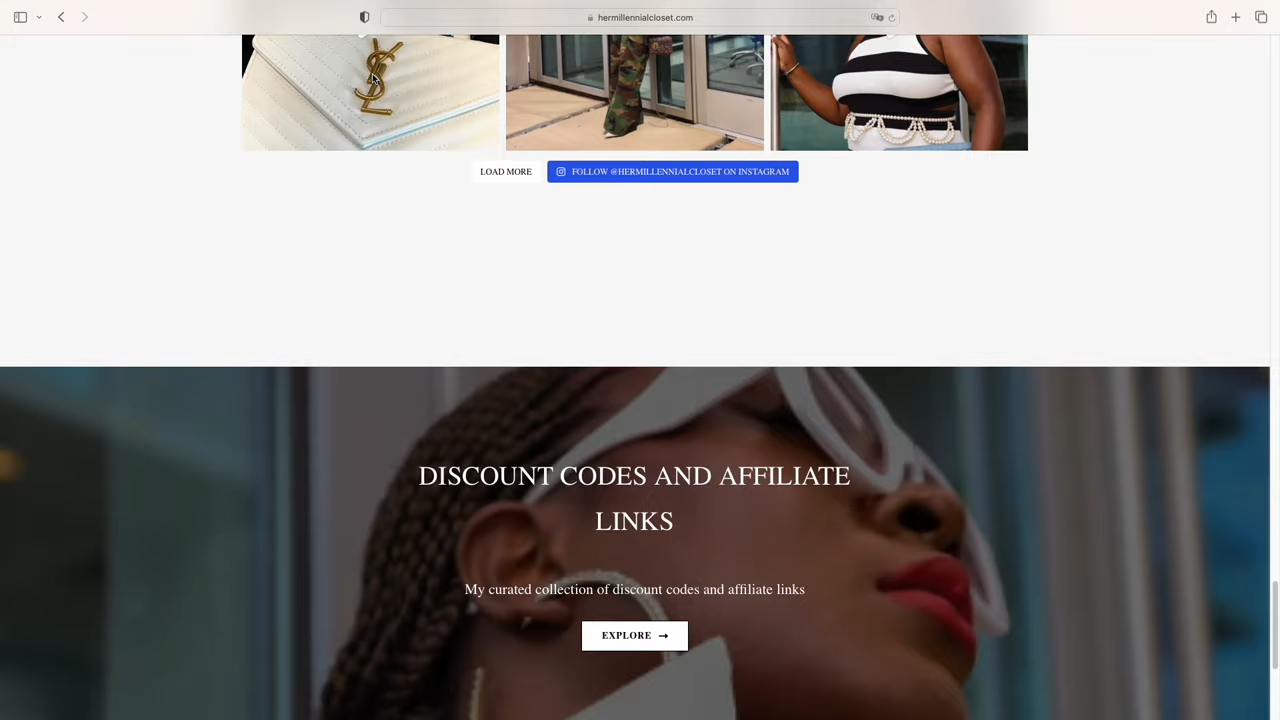 hermillennialcloset.com
YSL
LOAD MORE
FOLLOW @HERMILLENNIALCLOSET ON INSTAGRAM
DISCOUNT CODES AND AFFILIATE
LINKS
My curated collection of discount codes and affiliate links
EXPLORE →